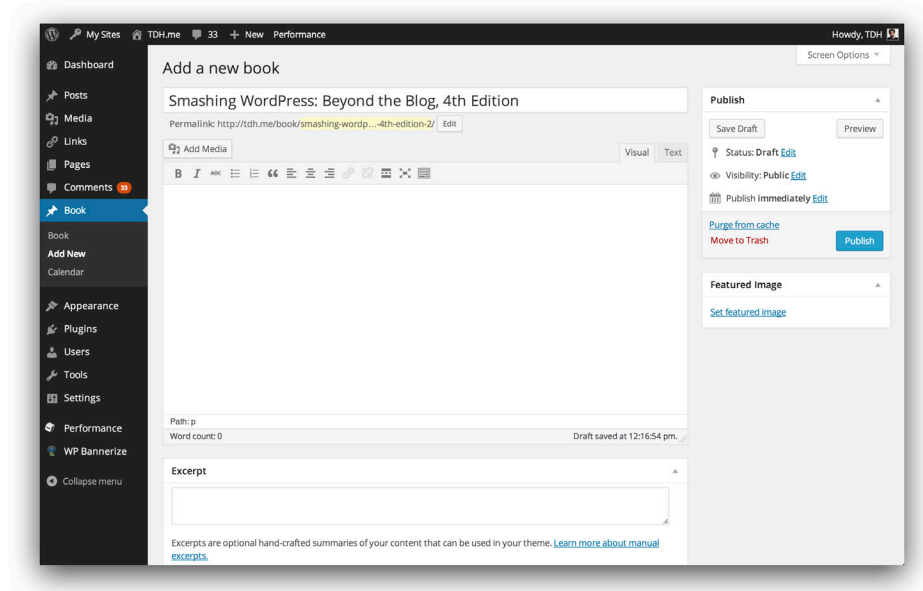 My Sites TDH.me 33 + New Performance Howdy, TDH
Screen Options
Dashboard
Posts
Media
Links
Pages
Comments 33
Book
Book
Add New
Calendar
Appearance
Plugins
Users
Tools
Settings
Performance
WP Bannerize
Collapse menu
Add a new book
Smashing WordPress: Beyond the Blog, 4th Edition
Permalink: http://tdh.me/book/smashing-wordp...-4th-edition-2/ Edit
Add Media
Visual Text
B I ABC
Path: p
Word count: 0 Draft saved at 12:16:54 pm.
Excerpt
Excerpts are optional hand-crafted summaries of your content that can be used in your theme. Learn more about manual
excerpts.
Publish
Save Draft Preview
Status: Draft Edit
Visibility: Public Edit
Publish immediately Edit
Purge from cache
Move to Trash Publish
Featured Image
Set featured image